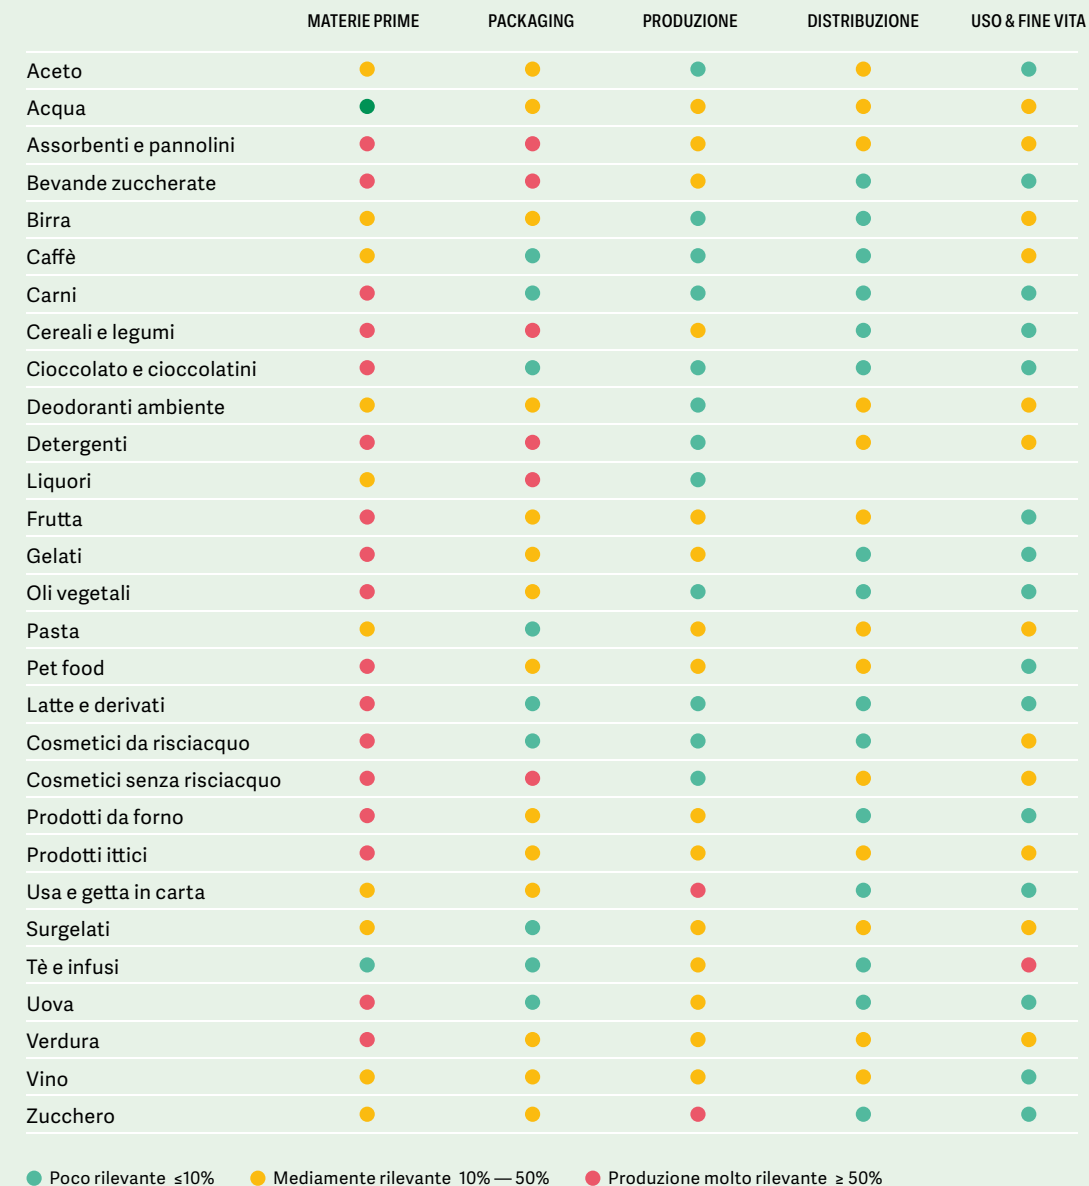 MATERIE PRIME PACKAGING PRODUZIONE DISTRIBUZIONE USO & FINE VITA
Aceto
Acqua
Assorbenti e pannolini
Bevande zuccherate
Birra
Caffè
Carni
Cereali e legumi
Cioccolato e cioccolatini
Deodoranti ambiente
Detergenti
Liquori
Frutta
Gelati
Oli vegetali
Pasta
Pet food
Latte e derivati
Cosmetici da risciacquo
Cosmetici senza risciacquo
Prodotti da forno
Prodotti ittici
Usa e getta in carta
Surgelati
Tè e infusi
Uova
Verdura
Vino
Zucchero
Poco rilevante ≤10% Mediamente rilevante 10% — 50% Produzione molto rilevante ≥ 50%